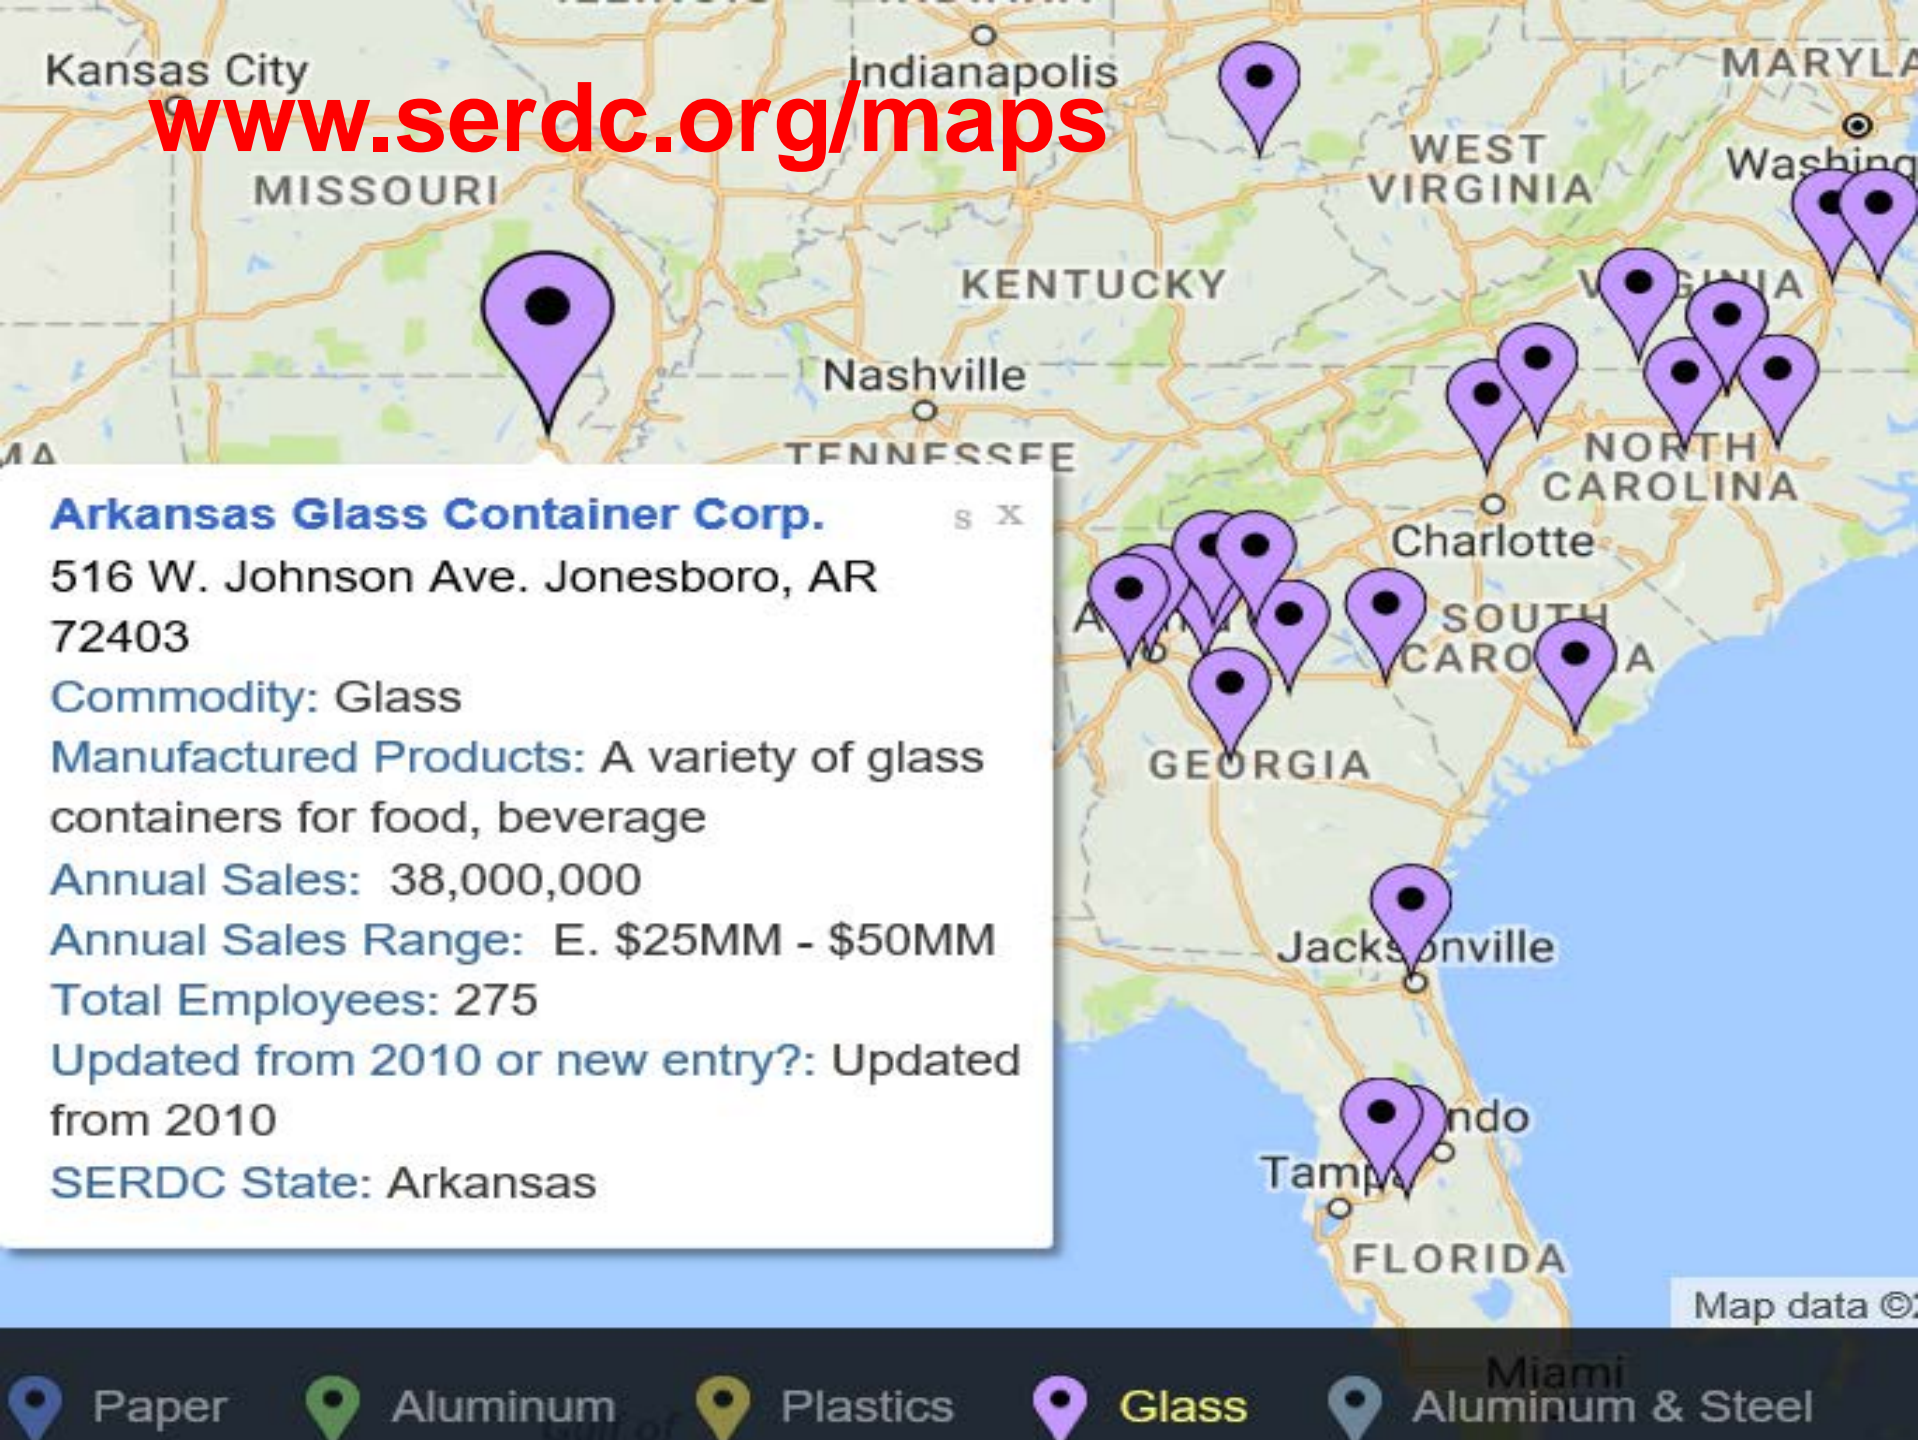 Kansas City
Indianapolis
MARYLA
www.serdc.org/maps
WEST
VIRGINIA
MISSOURI
KENTUCKY
Nashville
TENNESSEE
NORTH
CAROLINA
Charlotte
SOUTH
GEORGIA
Arkansas Glass Container Corp.
s x
516 W. Johnson Ave. Jonesboro, AR
72403
Commodity: Glass
Manufactured Products: A variety of glass
containers for food, beverage
Annual Sales: 38,000,000
Annual Sales Range: E. $25MM - $50MM
Total Employees: 275
Updated from 2010 or new entry?: Updated
from 2010
SERDC State: Arkansas
Jacksonville
ndo
Tampa
FLORIDA
Map data ©
Miami
Gulf of
Paper
Aluminum
Plastics
Glass
Aluminum & Steel